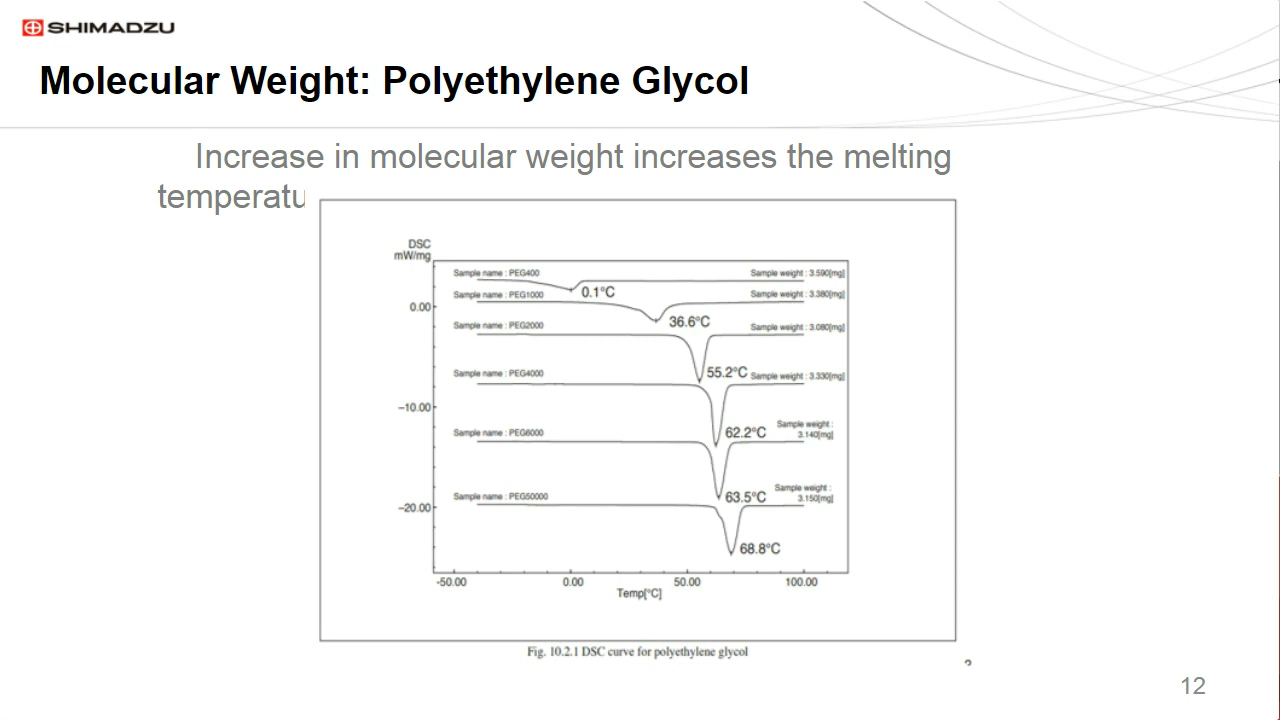 SHIMADZU
Molecular Weight: Polyethylene Glycol
Increase in molecular weight increases the melting
temperatu
DSC
mW/mg
Sample name : PEG400
Sample weight : 3.590[mg]
0.1°C
Sample name : PEG1000
Sample weight : 3.380[mg]
0.00
36.6°C
Sample name : PEG2000
Sample weight : 3.080[mg]
55.2°C
Sample name : PEG4000
Sample weight : 3.330[mg]
−10.00
62.2°C
Sample name : PEG6000
Sample weight :
3.140[mg]
63.5°C
Sample name : PEG50000
Sample weight :
3.150[mg]
−20.00
68.8°C
-50.00 0.00 50.00 100.00
Temp[°C]
Fig. 10.2.1 DSC curve for polyethylene glycol
12